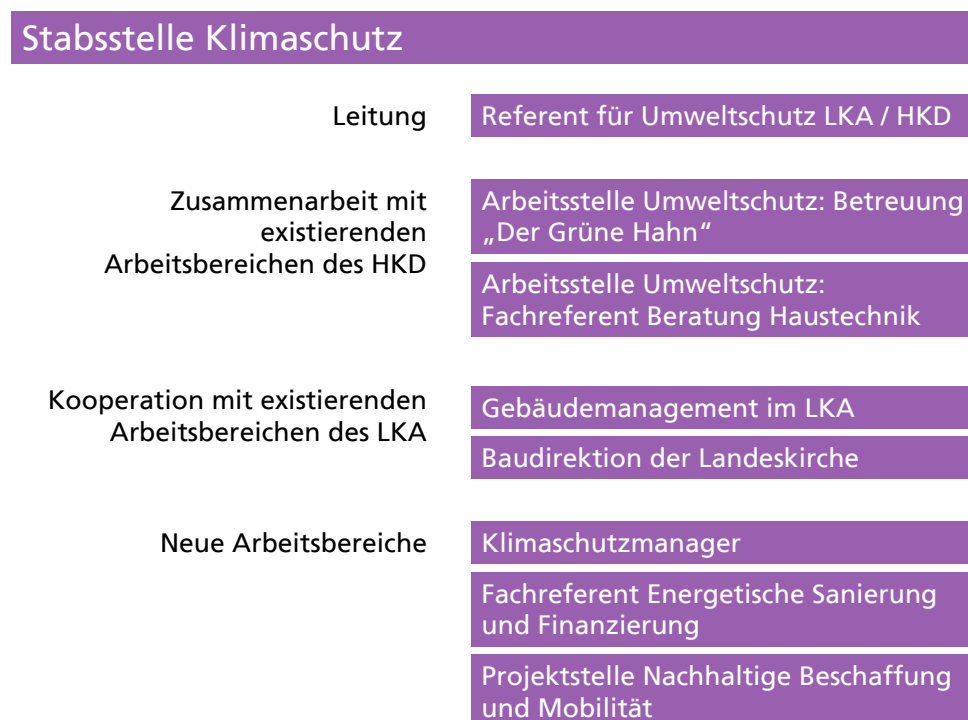 Stabsstelle Klimaschutz
Leitung
Referent für Umweltschutz LKA / HKD
Zusammenarbeit mit
existierenden
Arbeitsbereichen des HKD
Arbeitsstelle Umweltschutz: Betreuung
„Der Grüne Hahn“
Arbeitsstelle Umweltschutz:
Fachreferent Beratung Haustechnik
Kooperation mit existierenden
Arbeitsbereichen des LKA
Gebäudemanagement im LKA
Baudirektion der Landeskirche
Neue Arbeitsbereiche
Klimaschutzmanager
Fachreferent Energetische Sanierung
und Finanzierung
Projektstelle Nachhaltige Beschaffung
und Mobilität